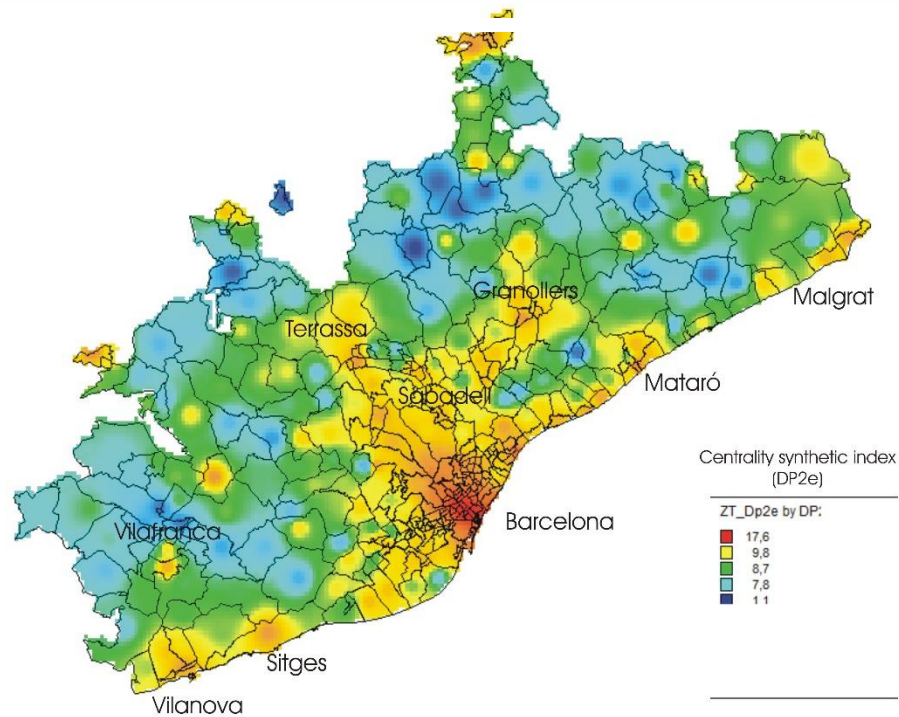 Granollers
Malgrat
Terrassa
Mataró
Sabadell
Centrality synthetic index
(DP2e)
ZT_Dp2e by DP:
17,6
9,8
8,7
7,8
1 1
Barcelona
Vilafranca
Sitges
Vilanova